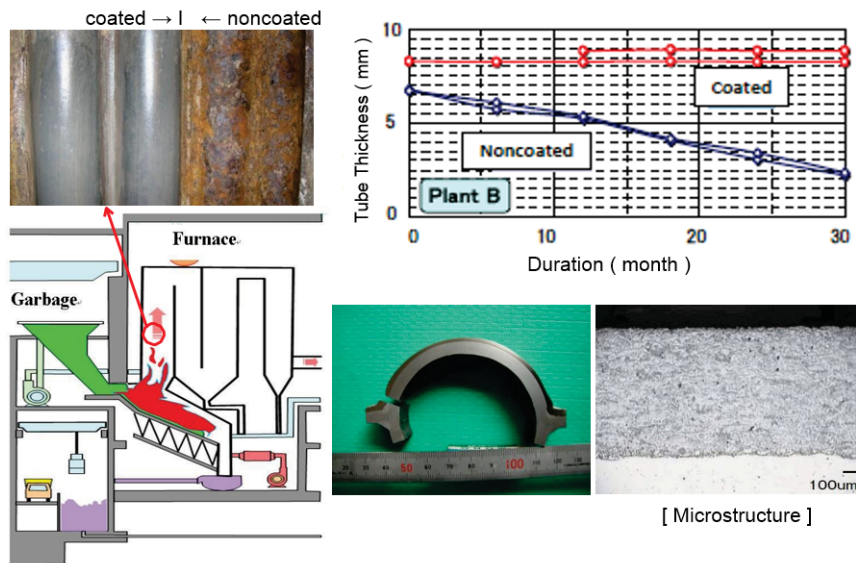 coated → I ← noncoated
10
5
0
Tube Thickness ( mm )
Coated
Noncoated
Plant B
0 10 20 30
Duration ( month )
Furnace
Garbage
50 100
100um
[ Microstructure ]